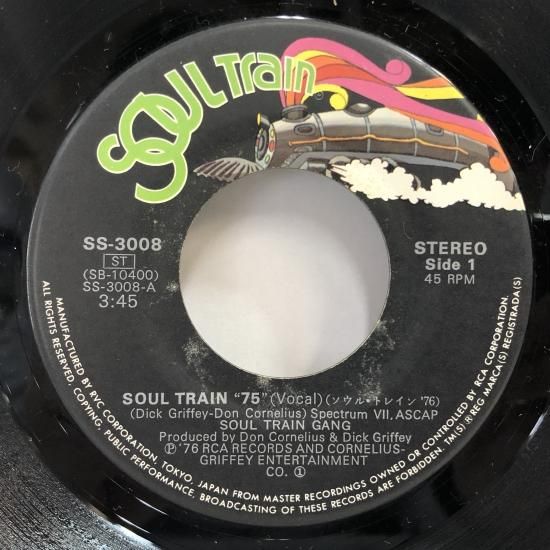 SOUL Train
SS-3008
ST
(SB-10400)
SS-3008-A
3:45
STEREO
Side 1
45 RPM
SOUL TRAIN "75" (Vocal) (ソウル・トレイン '76)
(Dick Griffey-Don Cornelius) Spectrum VII, ASCAP
SOUL TRAIN GANG
Produced by Don Cornelius & Dick Griffey
Ⓟ '76 RCA RECORDS AND CORNELIUS-
GRIFFEY ENTERTAINMENT
CO. ①
MANUFACTURED BY RVC CORPORATION, TOKYO, JAPAN FROM MASTER RECORDINGS OWNED OR CONTROLLED BY RCA CORPORATION.
ALL RIGHTS RESERVED, COPYING, PUBLIC PERFORMANCE, BROADCASTING OF THESE RECORDS ARE FORBIDDEN. TM(S)® REG MARCA(S) REGISTRADA(S)